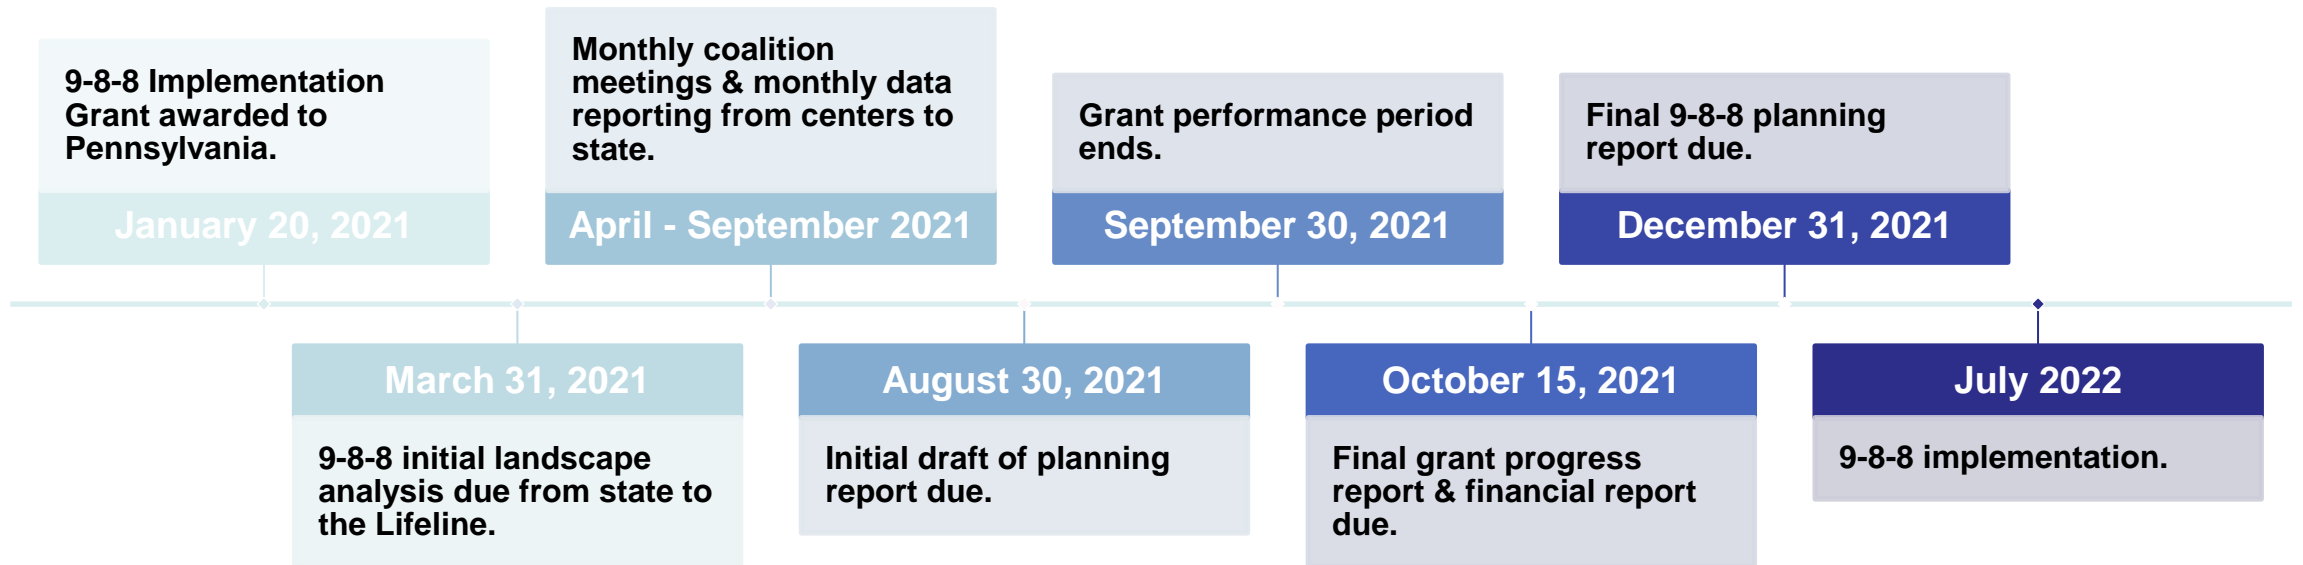 9-8-8 Implementation
Grant awarded to
Pennsylvania.
January 20, 2021
March 31, 2021
9-8-8 initial landscape
analysis due from state to
the Lifeline.
Monthly coalition
meetings & monthly data
reporting from centers to
state.
April - September 2021
August 30, 2021
Initial draft of planning
report due.
Grant performance period
ends.
September 30, 2021
October 15, 2021
Final grant progress
report & financial report
due.
Final 9-8-8 planning
report due.
December 31, 2021
July 2022
9-8-8 implementation.